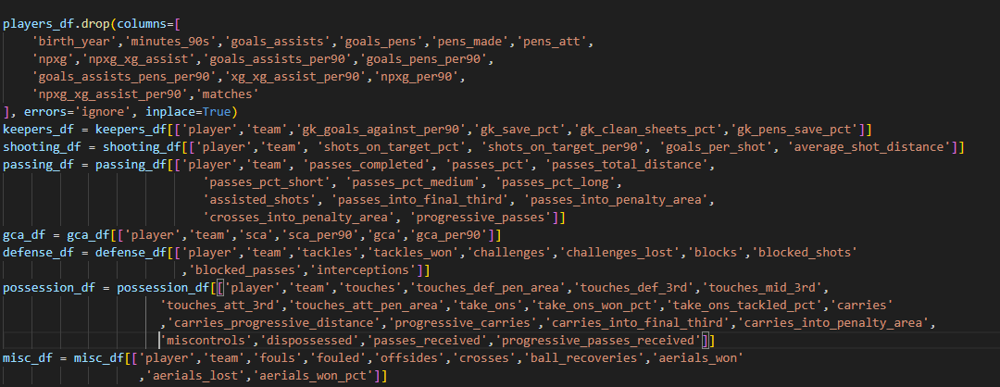 players_df.drop(columns=[
'birth_year','minutes_90s','goals_assists','goals_pens','pens_made','pens_att',
'npxg','npxg_xg_assist','goals_assists_per90','goals_pens_per90',
'goals_assists_pens_per90','xg_xg_assist_per90','npxg_per90',
'npxg_xg_assist_per90','matches'
], errors='ignore', inplace=True)
keepers_df = keepers_df[['player','team','gk_goals_against_per90','gk_save_pct','gk_clean_sheets_pct','gk_pens_save_pct']]
shooting_df = shooting_df[['player','team', 'shots_on_target_pct', 'shots_on_target_per90', 'goals_per_shot', 'average_shot_distance']]
passing_df = passing_df[['player','team', 'passes_completed', 'passes_pct', 'passes_total_distance',
'passes_pct_short', 'passes_pct_medium', 'passes_pct_long',
'assisted_shots', 'passes_into_final_third', 'passes_into_penalty_area',
'crosses_into_penalty_area', 'progressive_passes']]
gca_df = gca_df[['player','team','sca','sca_per90','gca','gca_per90']]
defense_df = defense_df[['player','team','tackles','tackles_won','challenges','challenges_lost','blocks','blocked_shots'
,'blocked_passes','interceptions']]
possession_df = possession_df[['player','team','touches','touches_def_pen_area','touches_def_3rd','touches_mid_3rd',
'touches_att_3rd','touches_att_pen_area','take_ons','take_ons_won_pct','take_ons_tackled_pct','carries'
,'carries_progressive_distance','progressive_carries','carries_into_final_third','carries_into_penalty_area',
'miscontrols','dispossessed','passes_received','progressive_passes_received']]
misc_df = misc_df[['player','team','fouls','fouled','offsides','crosses','ball_recoveries','aerials_won'
,'aerials_lost','aerials_won_pct']]